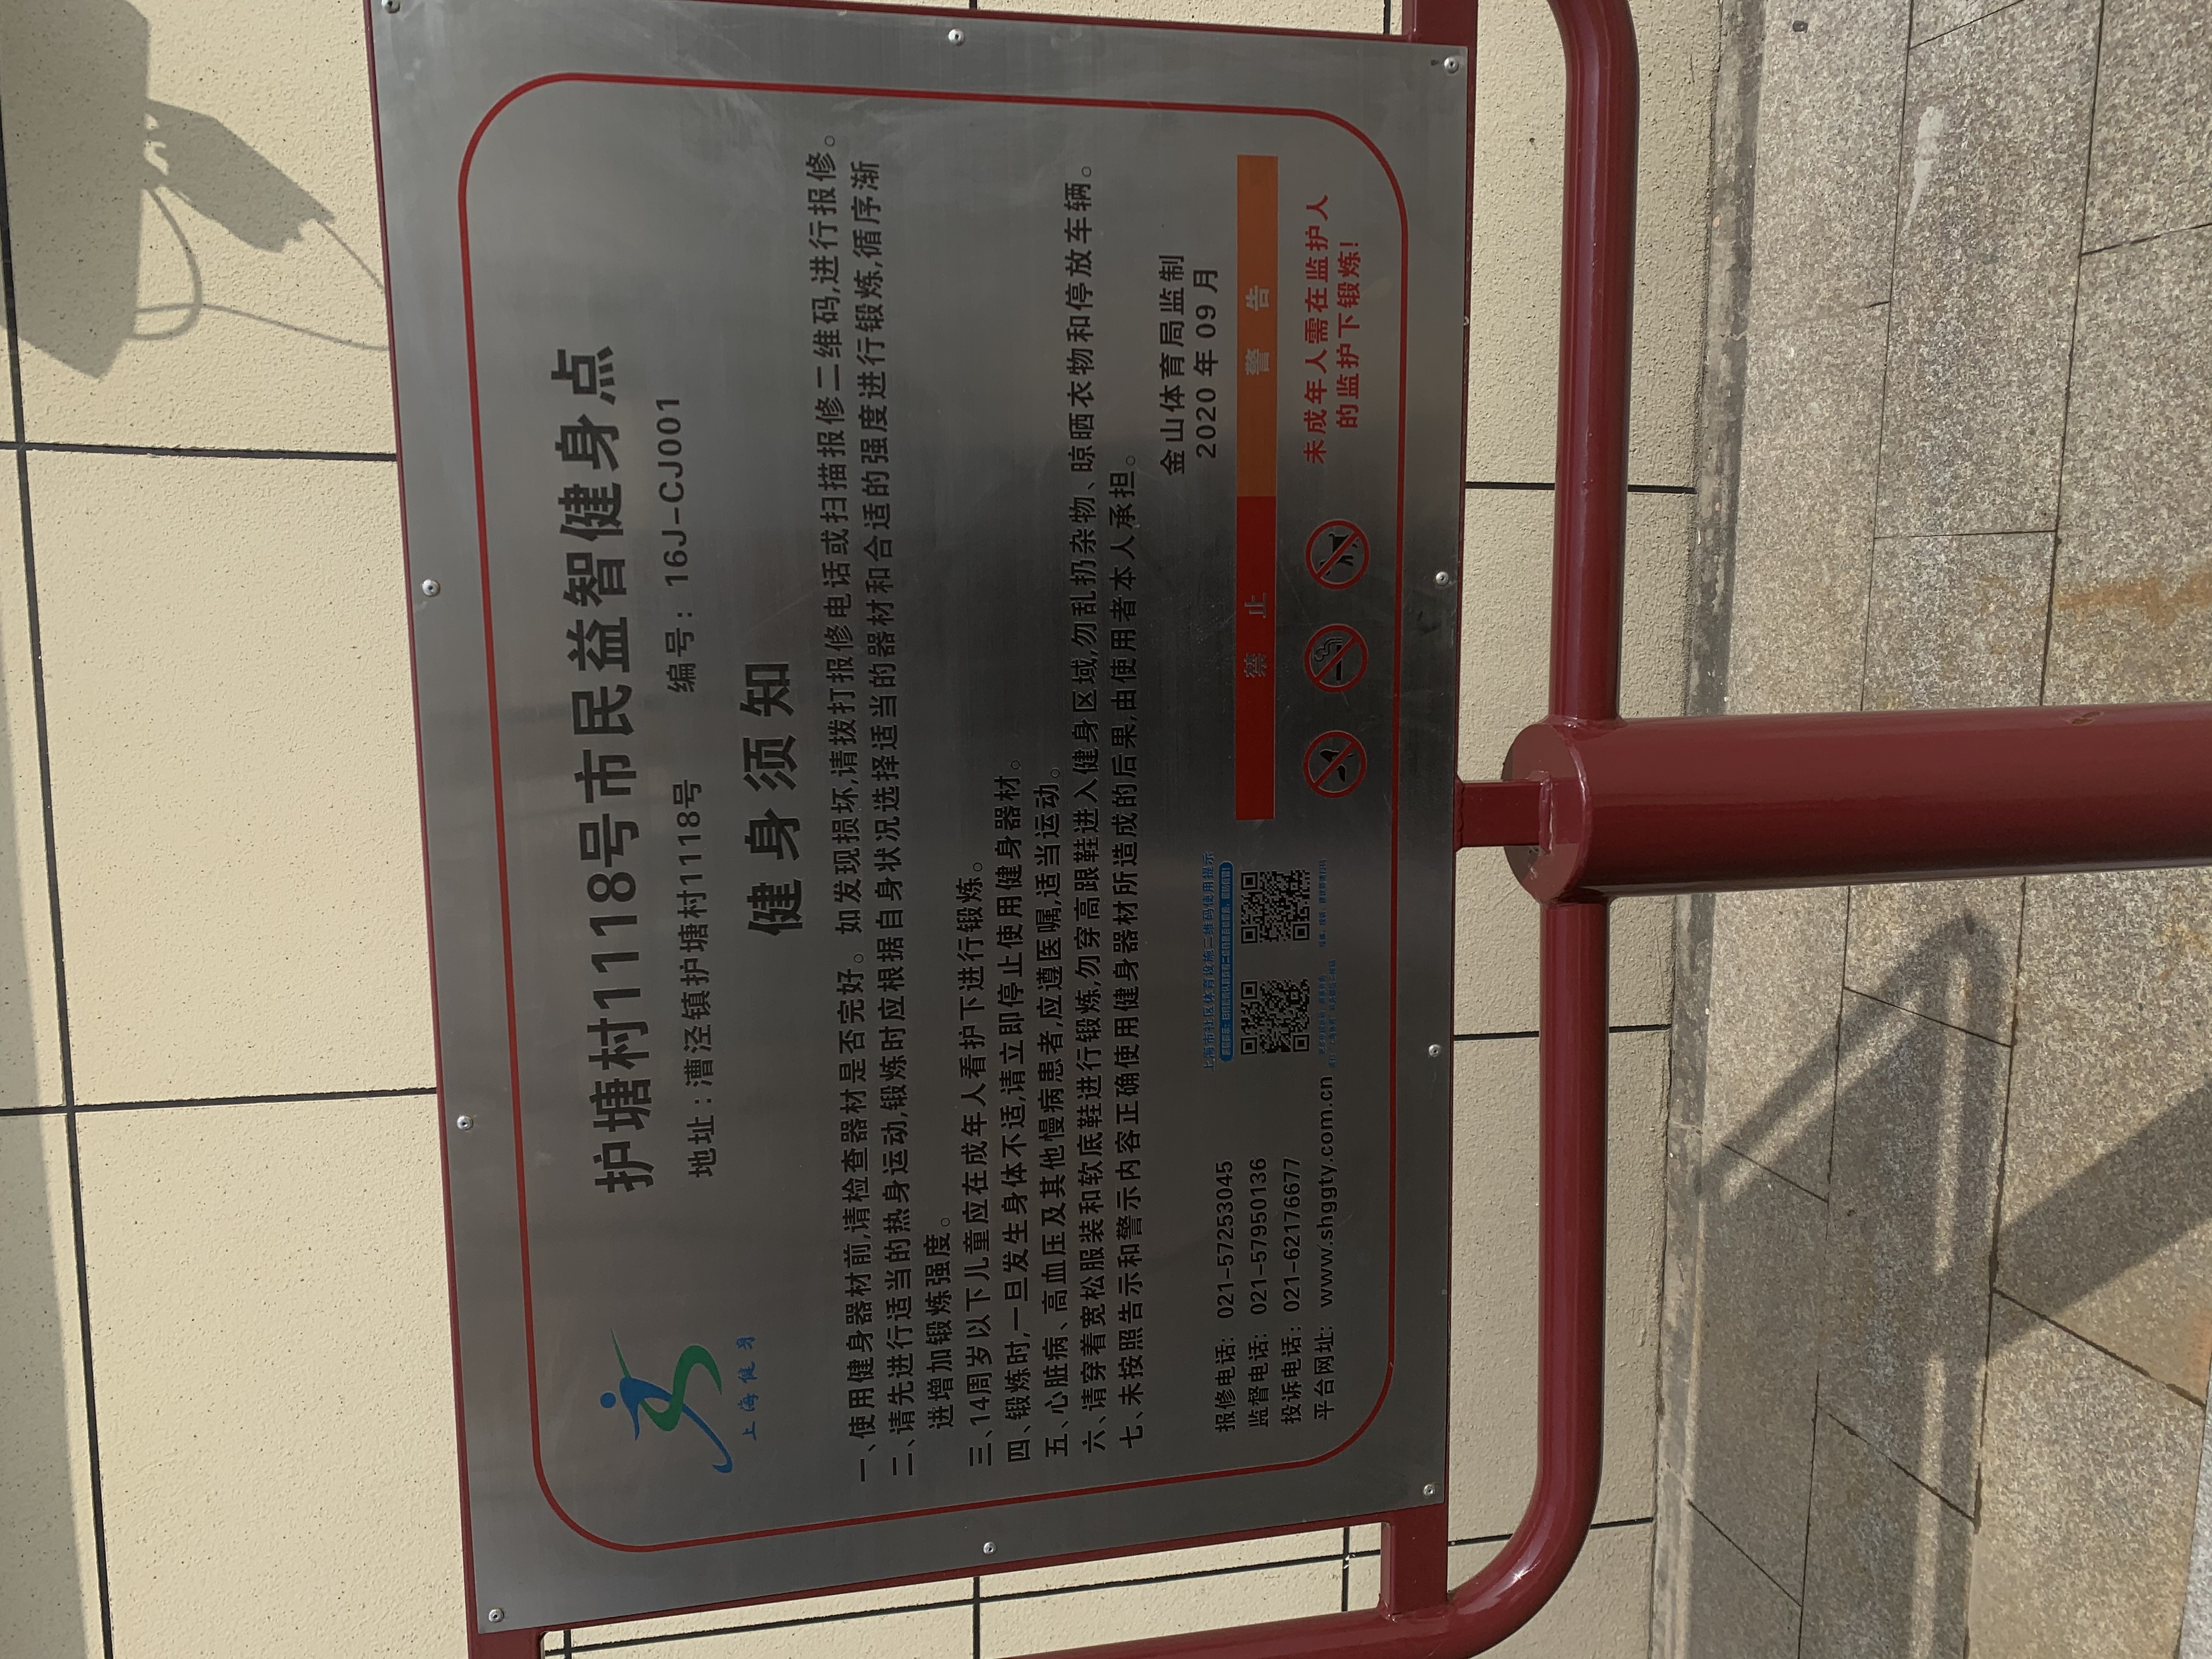 护塘村1118号市民益智健身点
地址：漕泾镇护塘村1118号 编号：16J-CJ001
上海健身
健身须知
一、使用健身器材前,请检查器材是否完好。如发现损坏,请拨打报修电话或扫描报修二维码,进行报修。
二、请先进行适当的热身运动,锻炼时应根据自身状况选择适当的器材和合适的强度进行锻炼,循序渐
进增加锻炼强度。
三、14周岁以下儿童应在成年人看护下进行锻炼。
四、锻炼时,一旦发生身体不适,请立即停止使用健身器材。
五、心脏病、高血压及其他慢病患者,应遵医嘱,适当运动。
六、请穿着宽松服装和软底鞋进行锻炼,勿穿高跟鞋进入健身区域,勿乱扔杂物、晾晒衣物和停放车辆。
七、未按照告示和警示内容正确使用健身器材所造成的后果,由使用者本人承担。
金山体育局监制
2020年09月
报修电话：021-57253045
监督电话：021-57950136
投诉电话：021-62176677
平台网址：www.shggty.com.cn
上海市社区体育设施二维码使用提示
禁止
警告
未成年人需在监护人
的监护下锻炼!